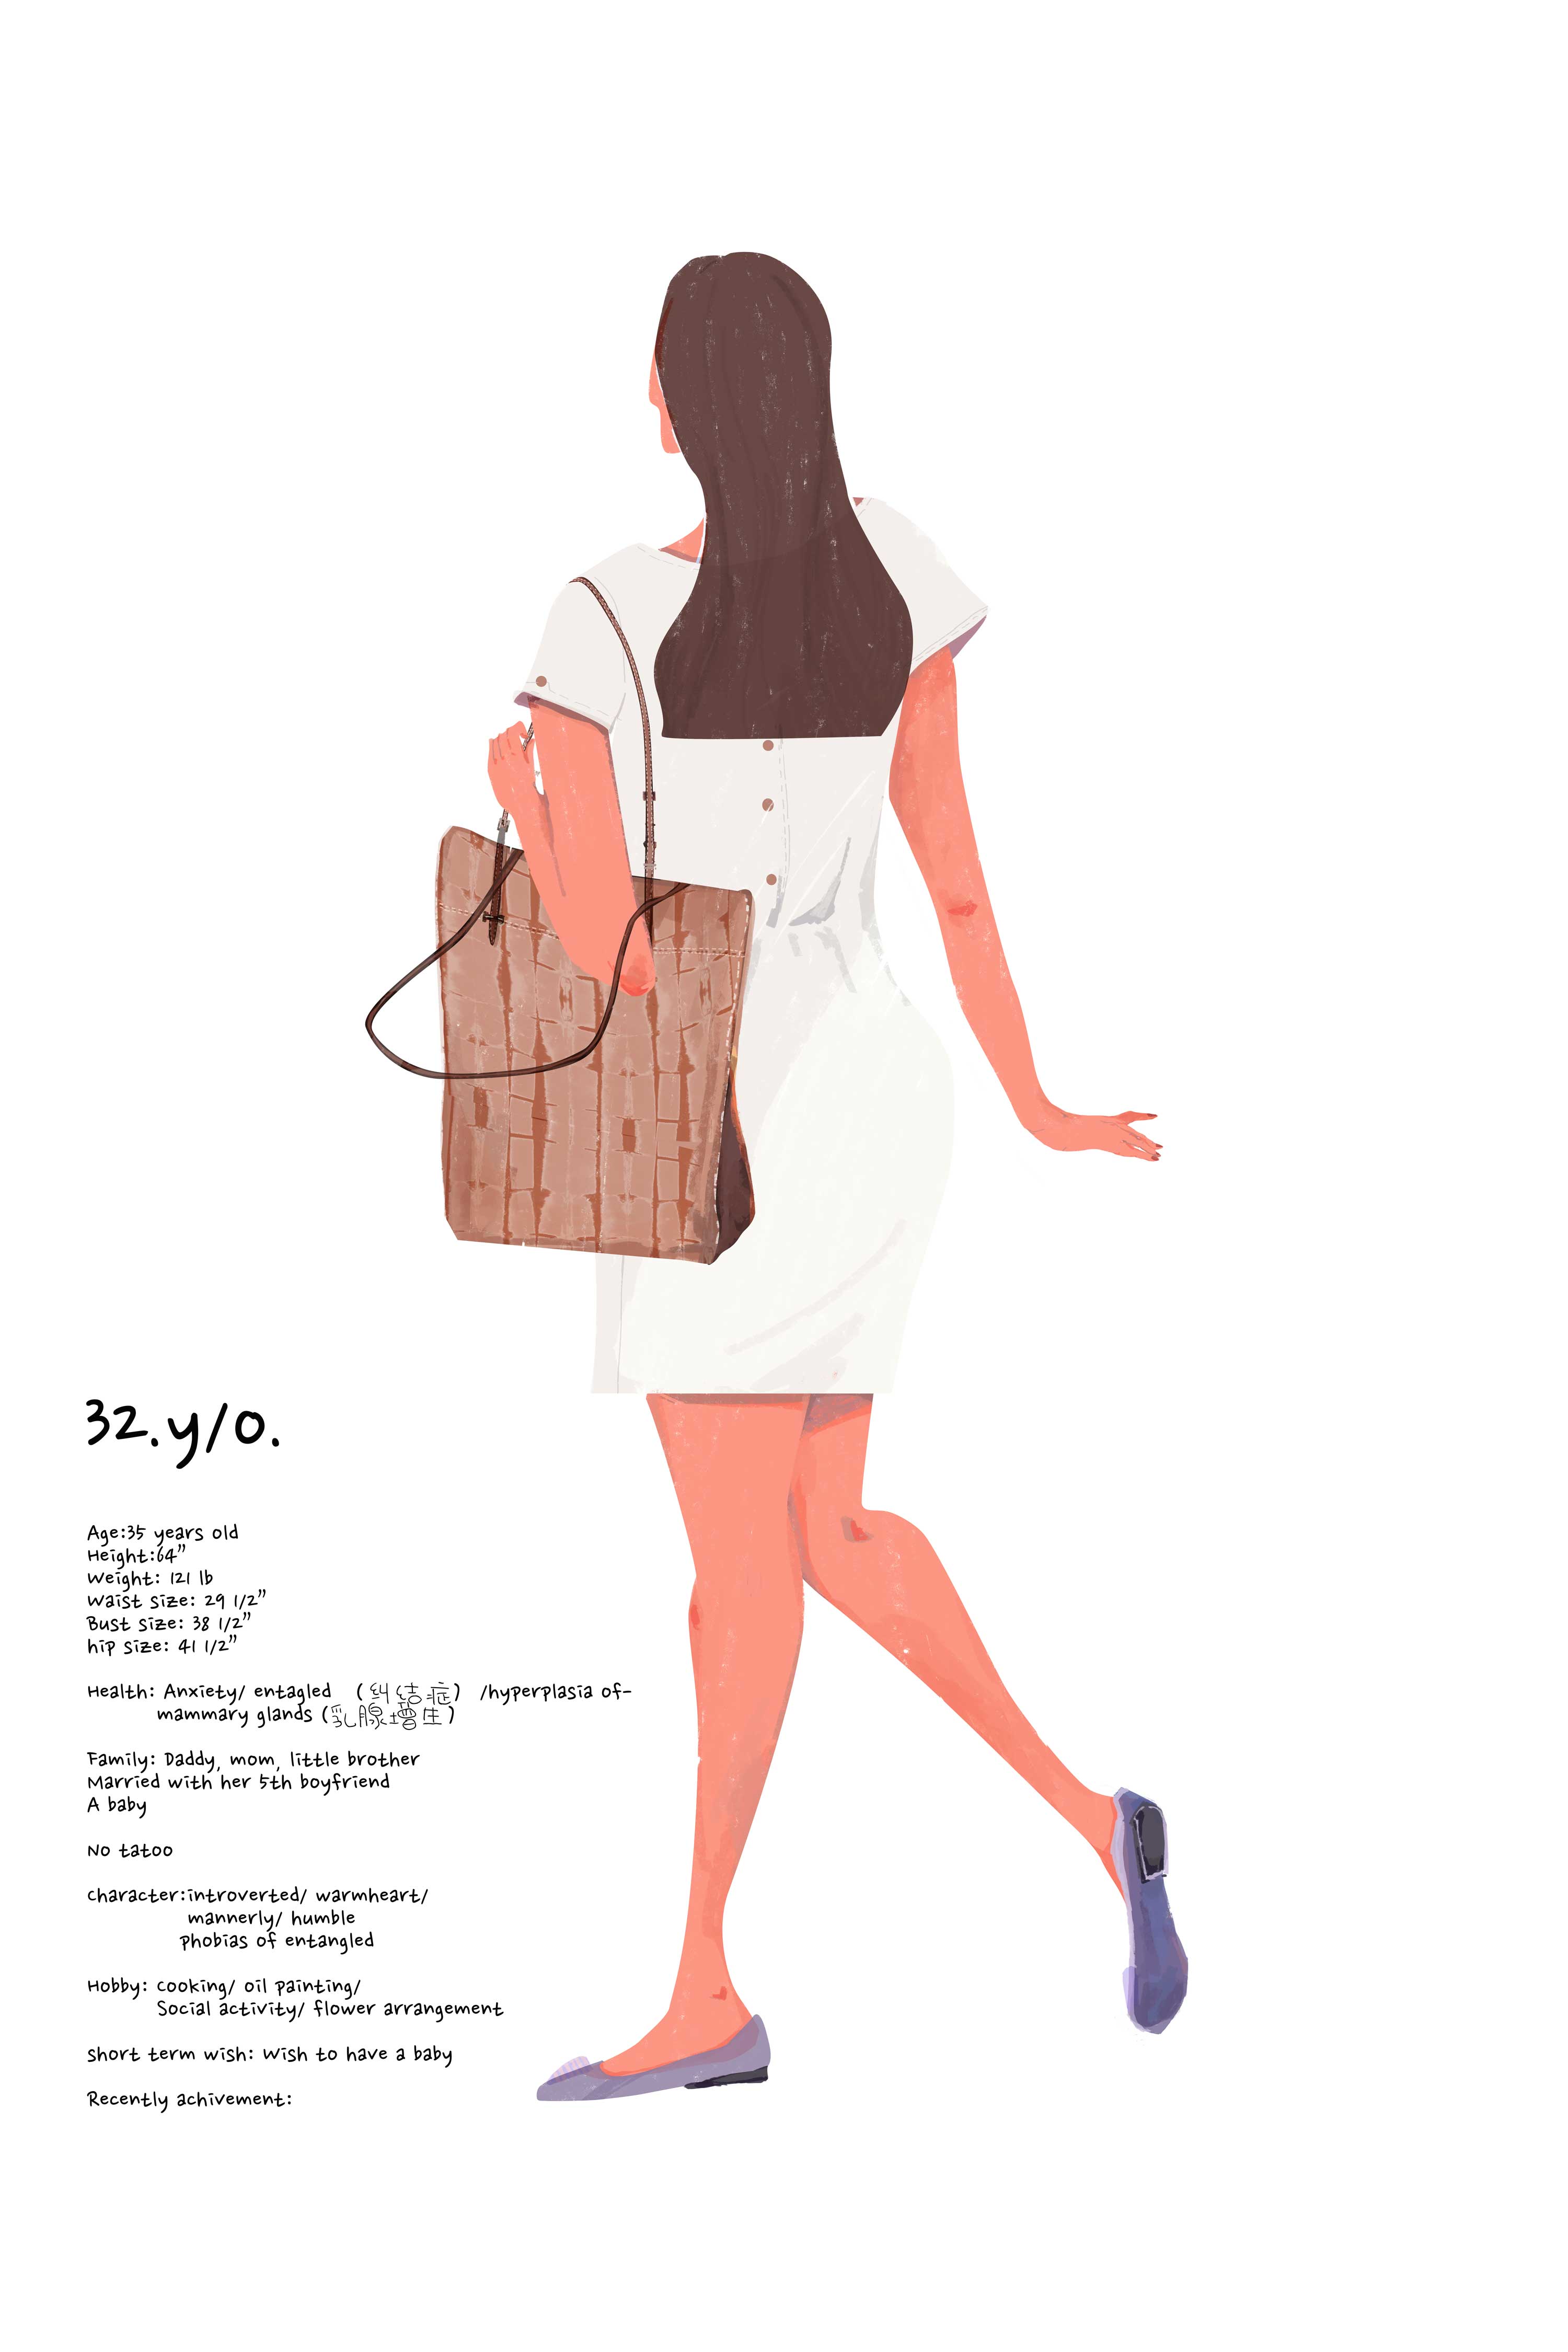 32.y/o.
Age:35 years old
Height:64”
Weight: 121 lb
Waist size: 29 1/2”
Bust size: 38 1/2”
hip size: 41 1/2”
Health: Anxiety/ entagled （纠结症） /hyperplasia of-
mammary glands (乳腺增生)
Family: Daddy, mom, little brother
Married with her 5th boyfriend
A baby
No tatoo
Character:introverted/ warmheart/
mannerly/ humble
Phobias of entangled
Hobby: Cooking/ oil painting/
Social activity/ flower arrangement
Short term wish: Wish to have a baby
Recently achivement: